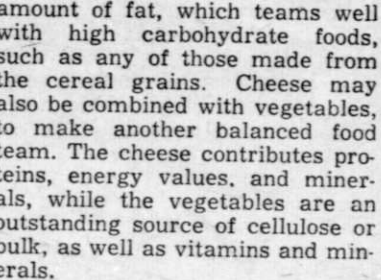 amount of fat, which teams well
with high carbohydrate foods,
such as any of those made from
the cereal grains. Cheese may
also be combined with vegetables,
to make another balanced food
team. The cheese contributes pro-
teins, energy values, and miner-
als, while the vegetables are an
outstanding source of cellulose or
bulk, as well as vitamins and min-
erals.